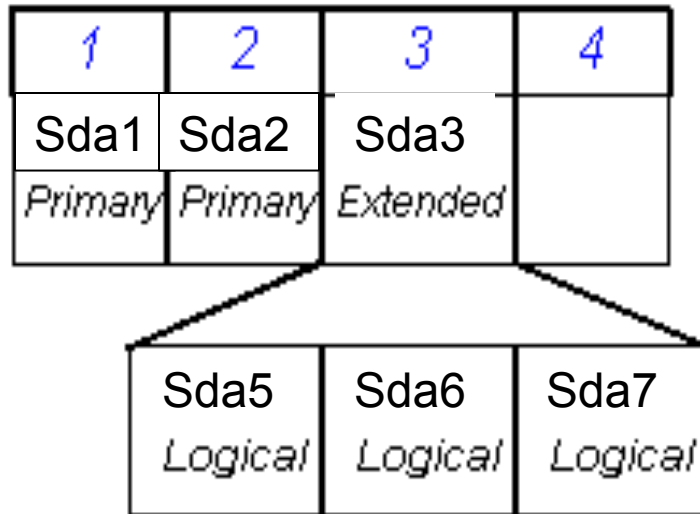 1 2 3 4
Sda1 Sda2 Sda3
Primary Primary Extended
Sda5 Sda6 Sda7
Logical Logical Logical